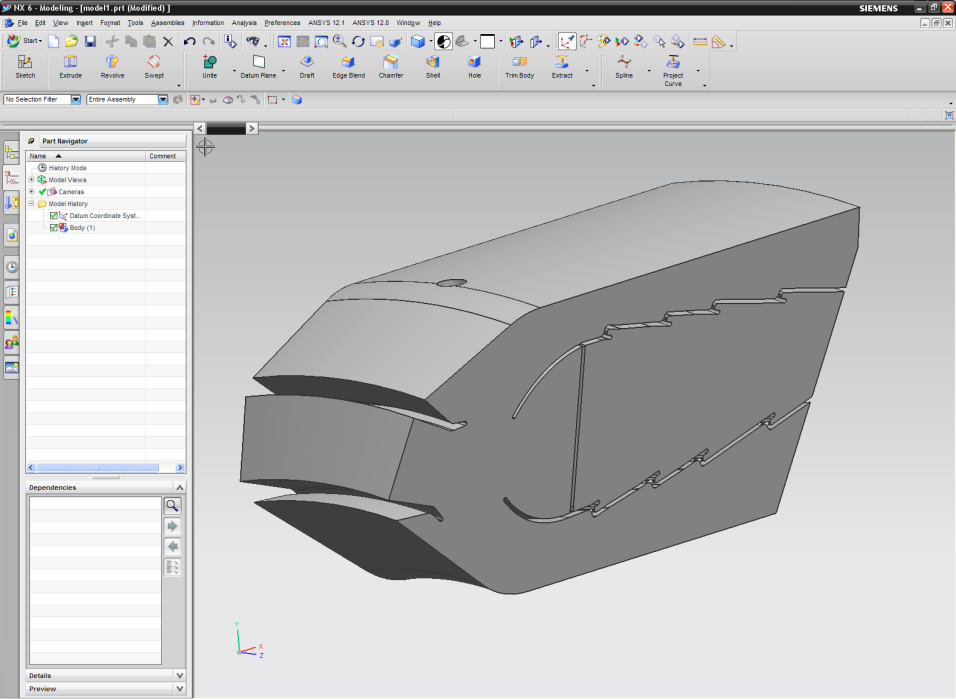 NX 6 - Modeling - [model1.prt (Modified) ]
SIEMENS
File Edit View Insert Format Tools Assemblies Information Analysis Preferences ANSYS 12.1 ANSYS 12.0 Window Help
Start
Sketch Extrude Revolve Swept Unite Datum Plane Draft Edge Blend Chamfer Shell Hole Trim Body Extract Spline Project Curve
No Selection Filter Entire Assembly
Part Navigator
Name Comment
History Mode
Model Views
Cameras
Model History
Datum Coordinate Syst...
Body (1)
Dependencies
Details
Preview
Y
X
Z